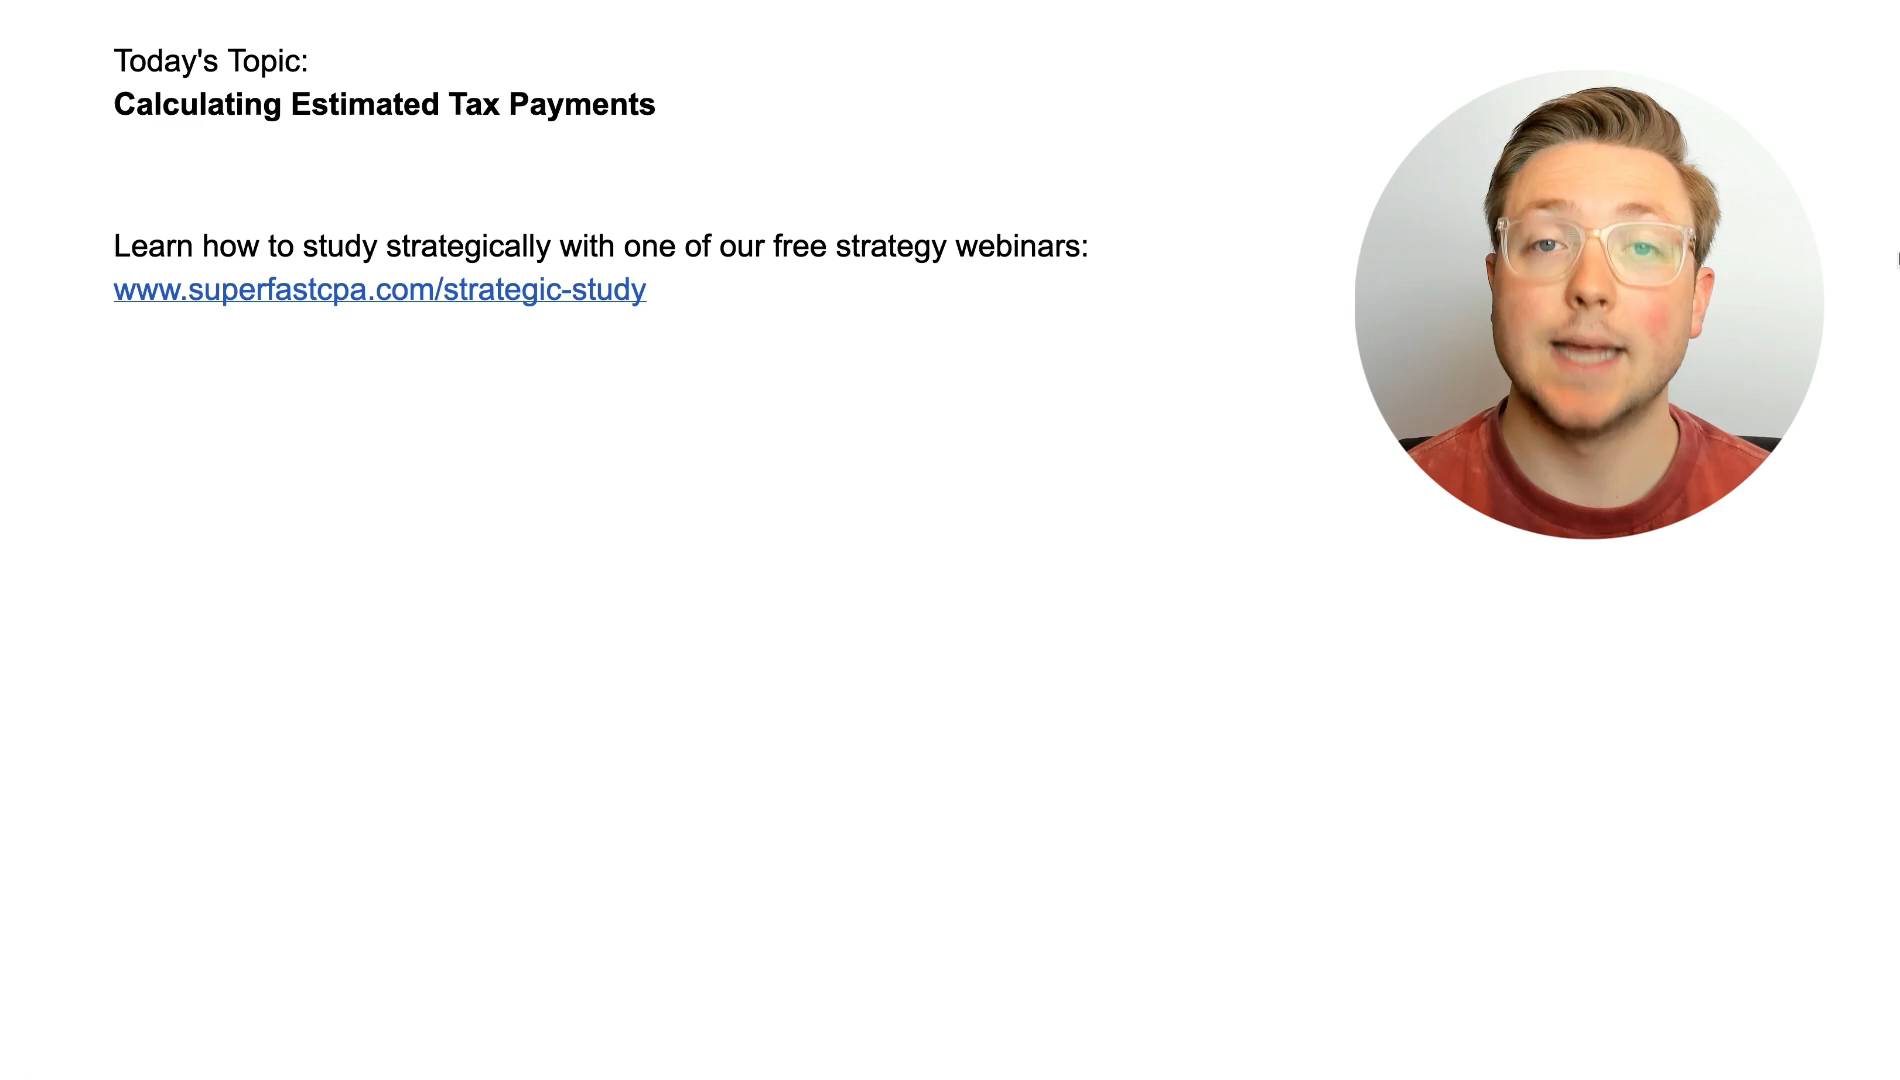 Today's Topic:
Calculating Estimated Tax Payments
Learn how to study strategically with one of our free strategy webinars:
www.superfastcpa.com/strategic-study